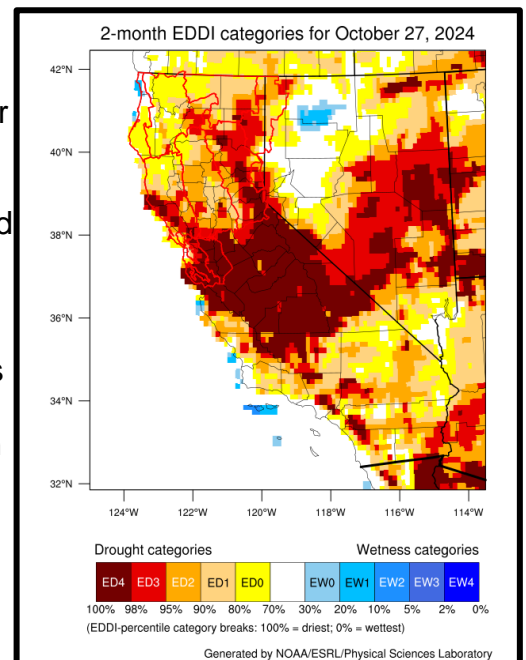 2-month EDDI categories for October 27, 2024
r
d
s
42°N
40°N
38°N
36°N
34°N
32°N
124°W 122°W 120°W 118°W 116°W 114°W
Drought categories Wetness categories
ED4 ED3 ED2 ED1 ED0 EW0 EW1 EW2 EW3 EW4
100% 98% 95% 90% 80% 70% 30% 20% 10% 5% 2% 0%
(EDDI-percentile category breaks: 100% = driest; 0% = wettest)
Generated by NOAA/ESRL/Physical Sciences Laboratory